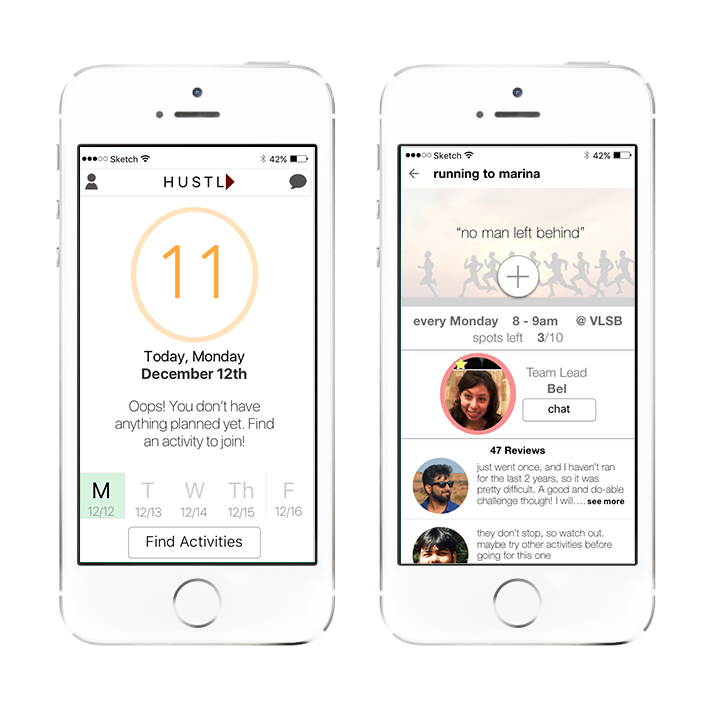 Sketch 42%
HUSTL
11
Today, Monday
December 12th
Oops! You don't have
anything planned yet. Find
an activity to join!
M T W Th F
12/12 12/13 12/14 12/15 12/16
Find Activities
Sketch 42%
running to marina
“no man left behind”
every Monday 8 - 9am @ VLSB
spots left 3/10
Team Lead
Bel
chat
47 Reviews
just went once, and I haven't ran
for the last 2 years, so it was
pretty difficult. A good and do-able
challenge though! I will.... see more
they don't stop, so watch out.
maybe try other activities before
going for this one